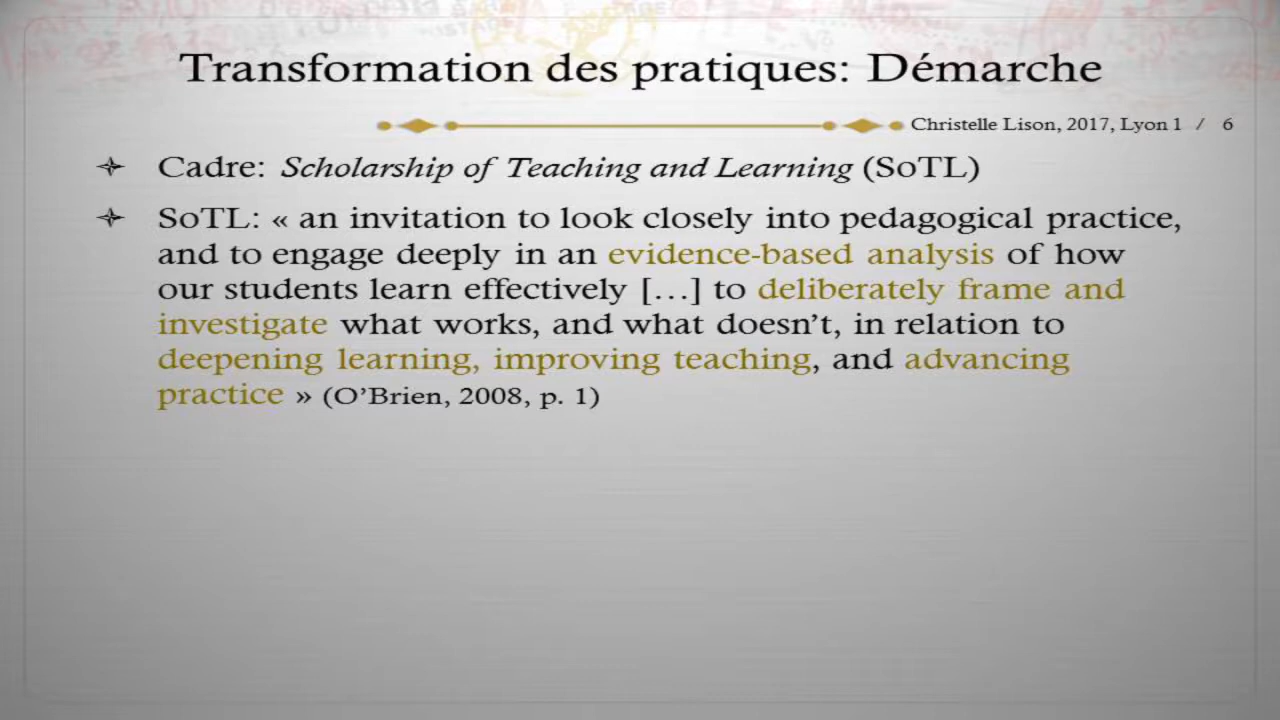 Transformation des pratiques: Démarche
Christelle Lison, 2017, Lyon 1 / 6
Cadre: Scholarship of Teaching and Learning (SoTL)
SoTL: « an invitation to look closely into pedagogical practice,
and to engage deeply in an evidence-based analysis of how
our students learn effectively […] to deliberately frame and
investigate what works, and what doesn’t, in relation to
deepening learning, improving teaching, and advancing
practice » (O’Brien, 2008, p. 1)